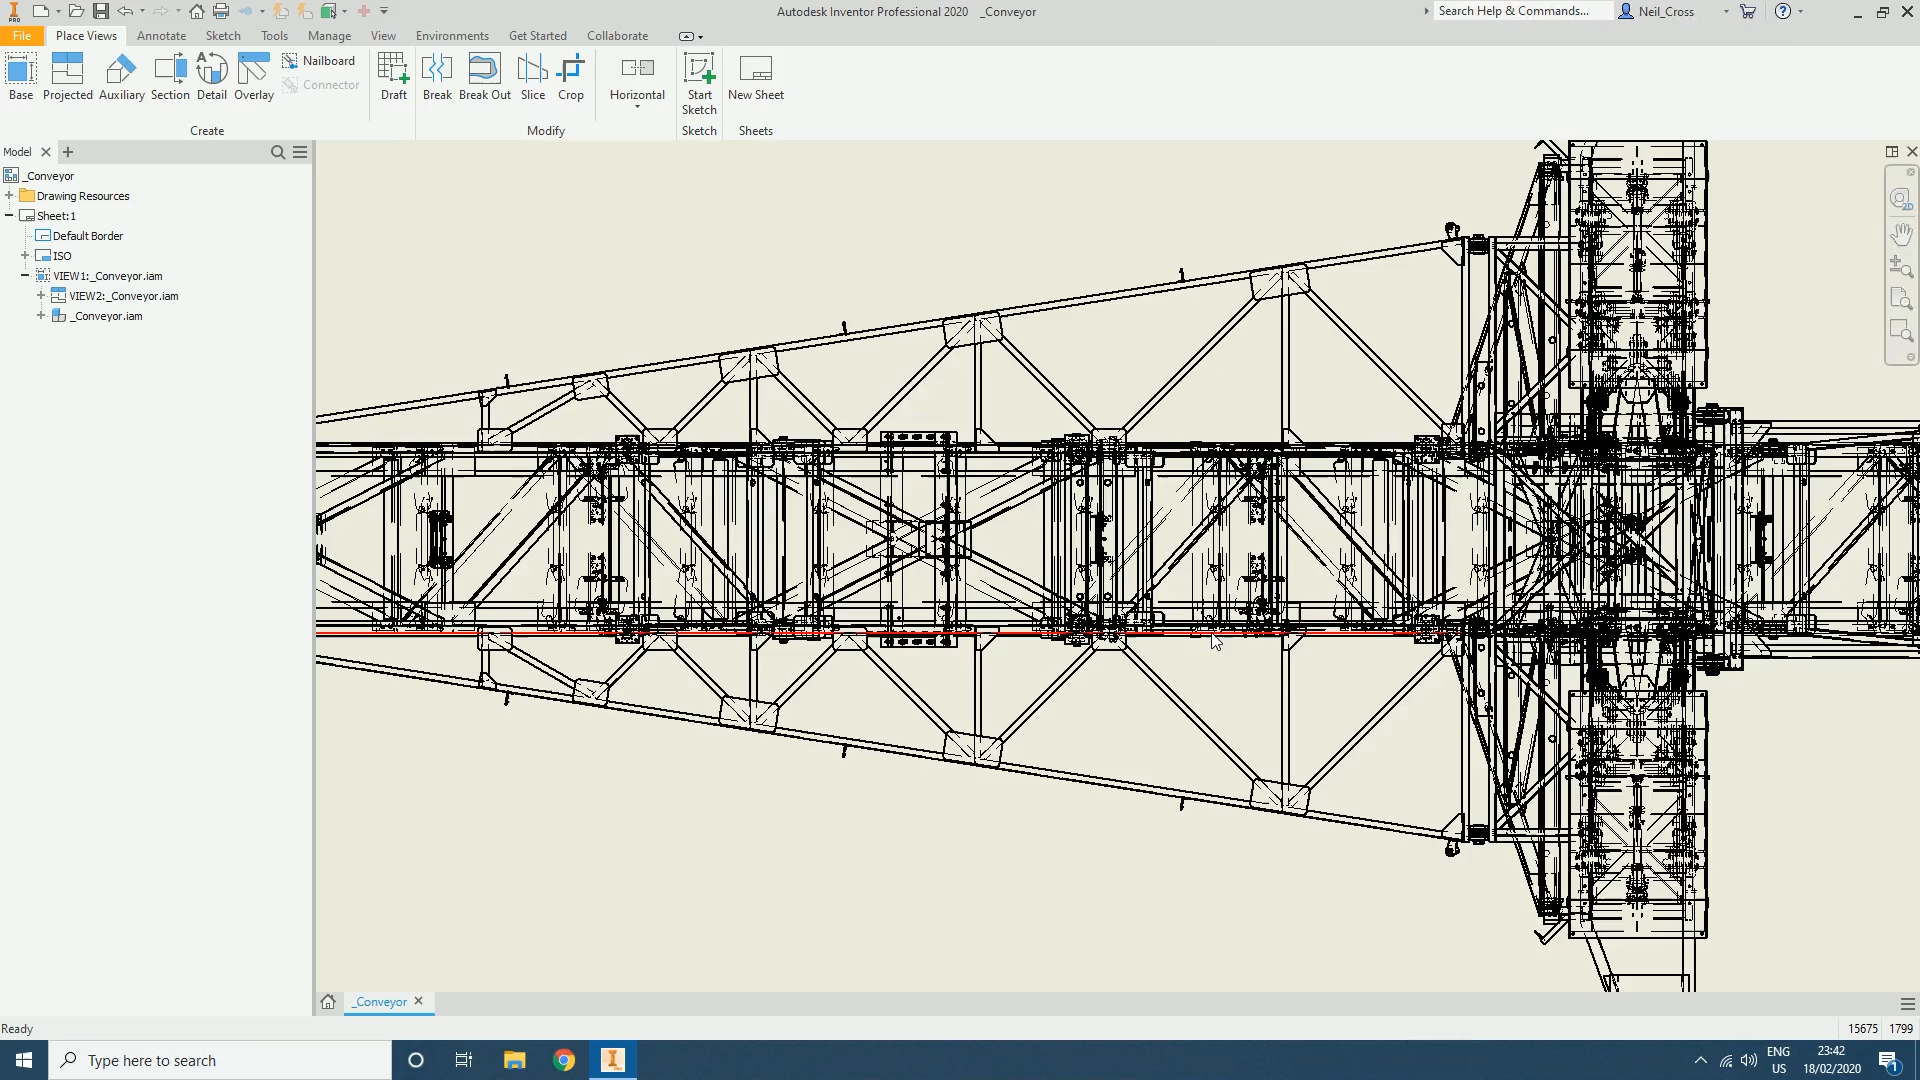 Autodesk Inventor Professional 2020 _Conveyor
Search Help & Commands...
Neil_Cross
File
Place Views
Annotate
Sketch
Tools
Manage
View
Environments
Get Started
Collaborate
Base
Projected
Auxiliary
Section
Detail
Overlay
Nailboard
Connector
Draft
Break
Break Out
Slice
Crop
Horizontal
Start
Sketch
New Sheet
Create
Modify
Sketch
Sheets
Model
_Conveyor
Drawing Resources
Sheet:1
Default Border
ISO
VIEW1:_Conveyor.iam
VIEW2:_Conveyor.iam
_Conveyor.iam
_Conveyor
Ready
15675 1799
Type here to search
ENG
US
23:42
18/02/2020
1